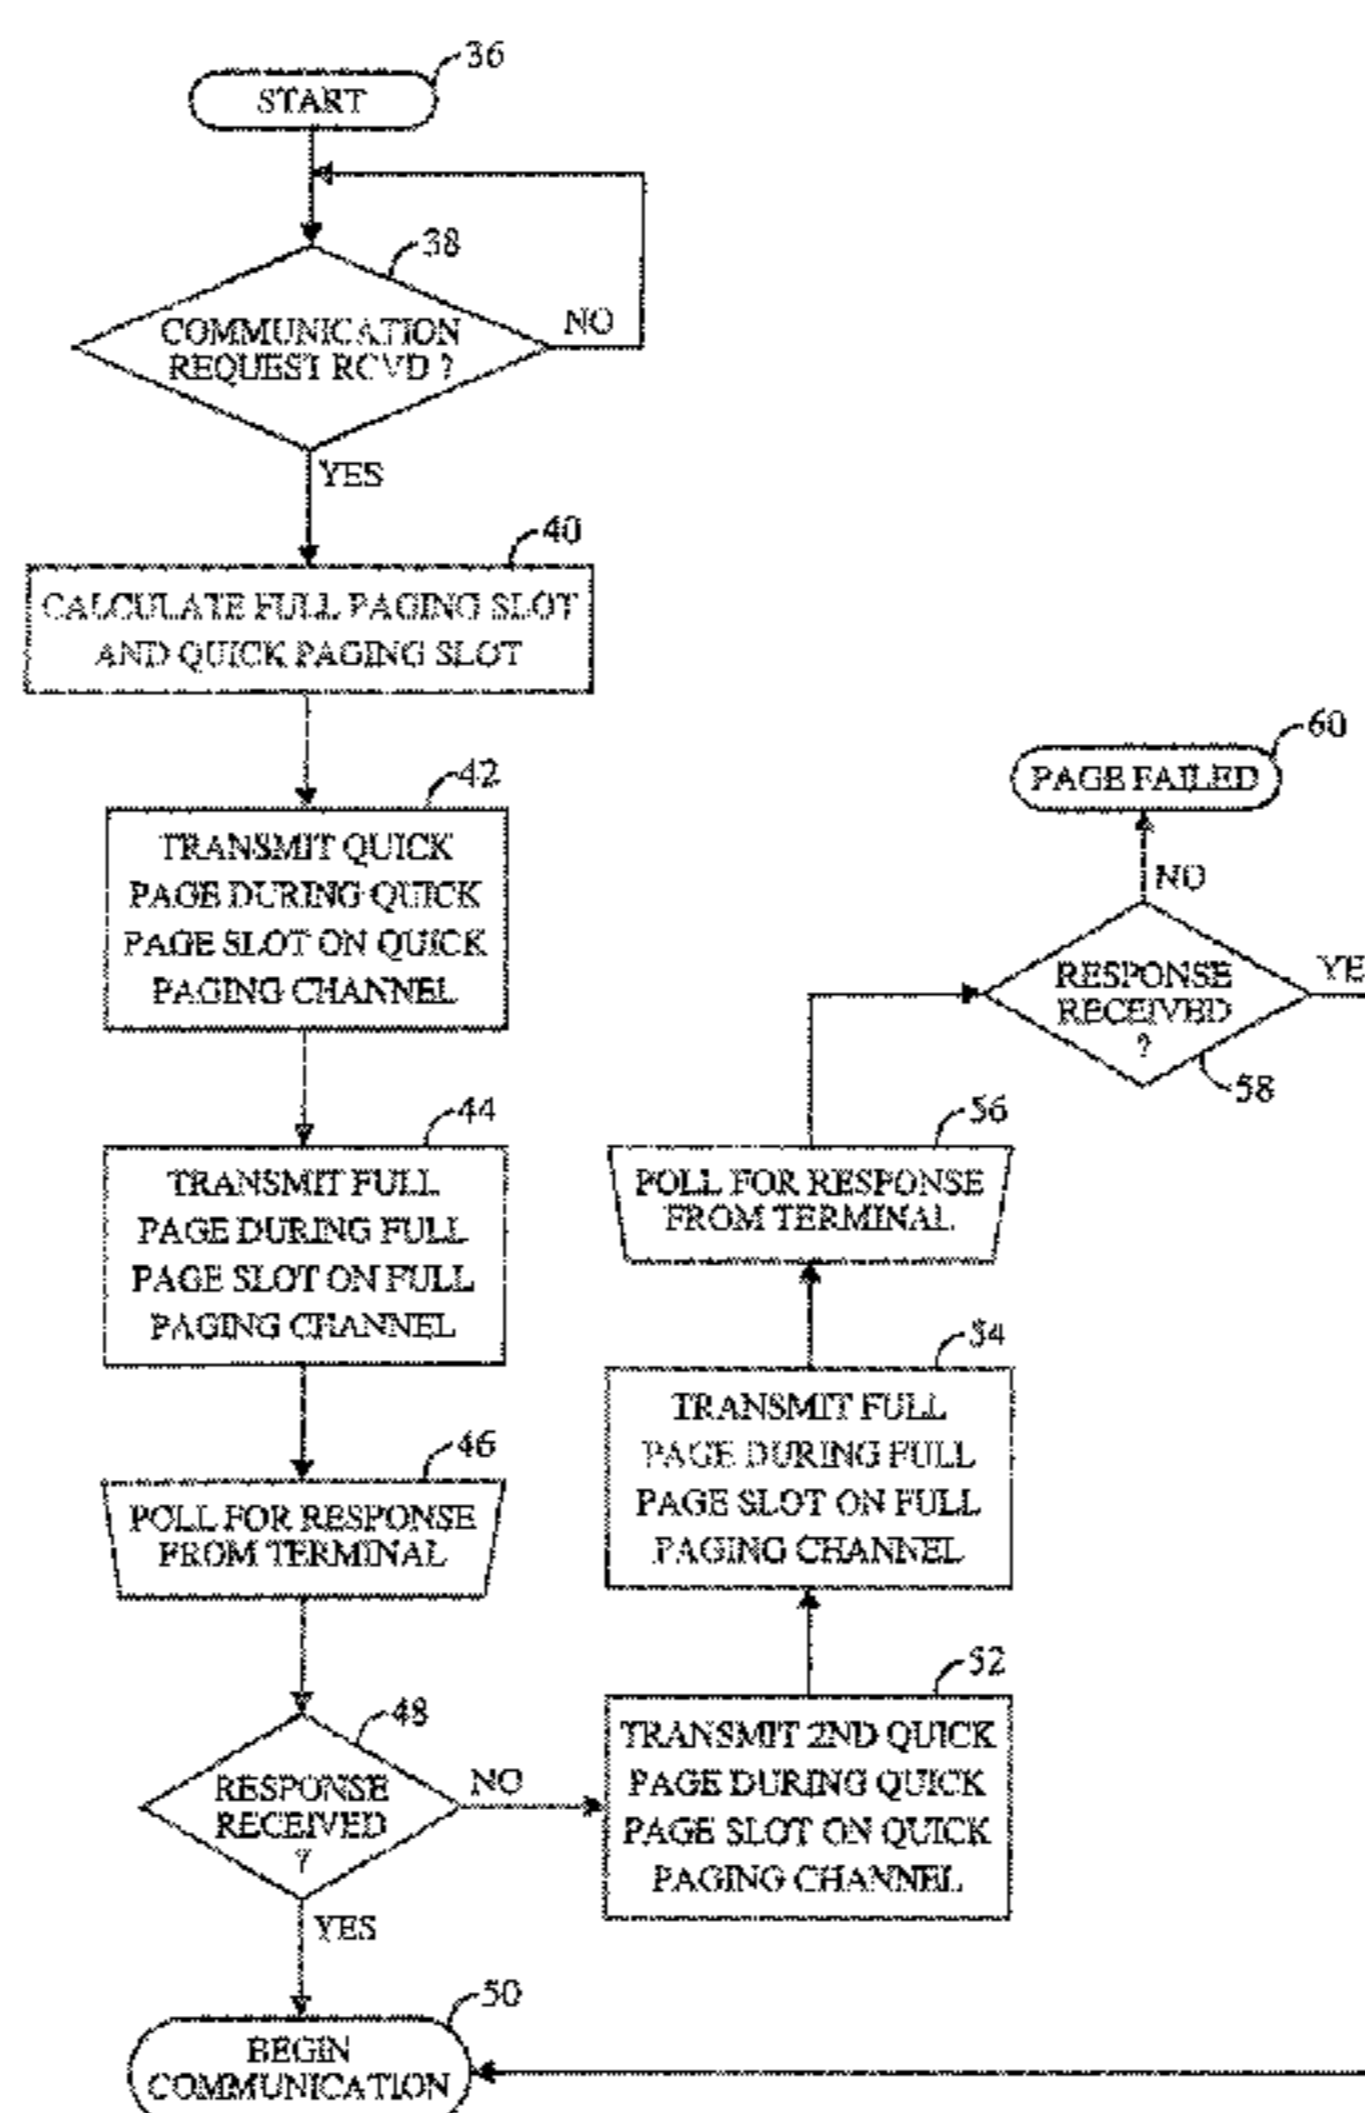 36
START
38
COMMUNICATION
REQUEST RCVD ?
NO
YES
40
CALCULATE FULL PAGING SLOT
AND QUICK PAGING SLOT
42
TRANSMIT QUICK
PAGE DURING QUICK
PAGE SLOT ON QUICK
PAGING CHANNEL
44
TRANSMIT FULL
PAGE DURING FULL
PAGE SLOT ON FULL
PAGING CHANNEL
46
POLL FOR RESPONSE
FROM TERMINAL
48
RESPONSE
RECEIVED
?
NO
YES
50
BEGIN
COMMUNICATION
52
TRANSMIT 2ND QUICK
PAGE DURING QUICK
PAGE SLOT ON QUICK
PAGING CHANNEL
54
TRANSMIT FULL
PAGE DURING FULL
PAGE SLOT ON FULL
PAGING CHANNEL
56
POLL FOR RESPONSE
FROM TERMINAL
58
RESPONSE
RECEIVED
?
YE
NO
60
PAGE FAILED